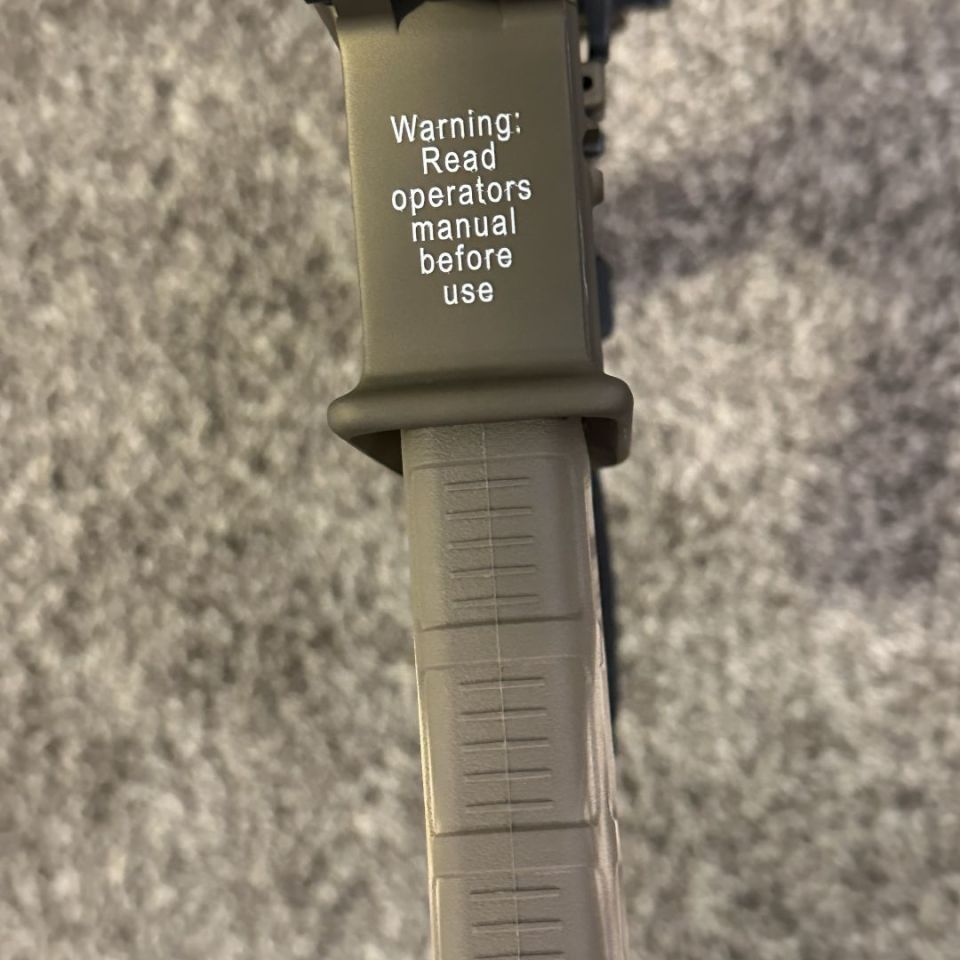 Warning:
Read
operators
manual
before
use